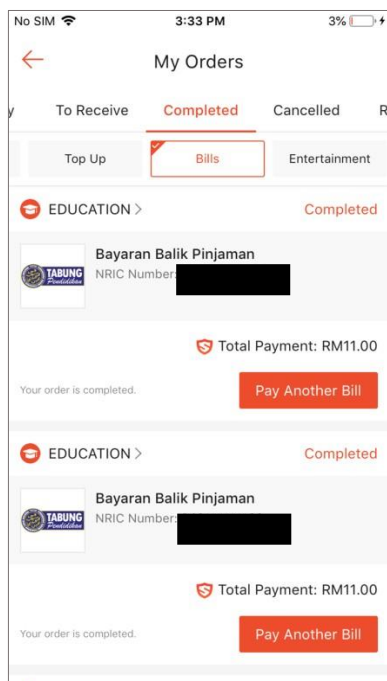 No SIM 3:33 PM 3%
My Orders
y To Receive Completed Cancelled R
Top Up Bills Entertainment
EDUCATION > Completed
Bayaran Balik Pinjaman
TABUNG
Pendidikan
NRIC Number:
Total Payment: RM11.00
Your order is completed. Pay Another Bill
EDUCATION > Completed
Bayaran Balik Pinjaman
TABUNG
Pendidikan
NRIC Number:
Total Payment: RM11.00
Your order is completed. Pay Another Bill